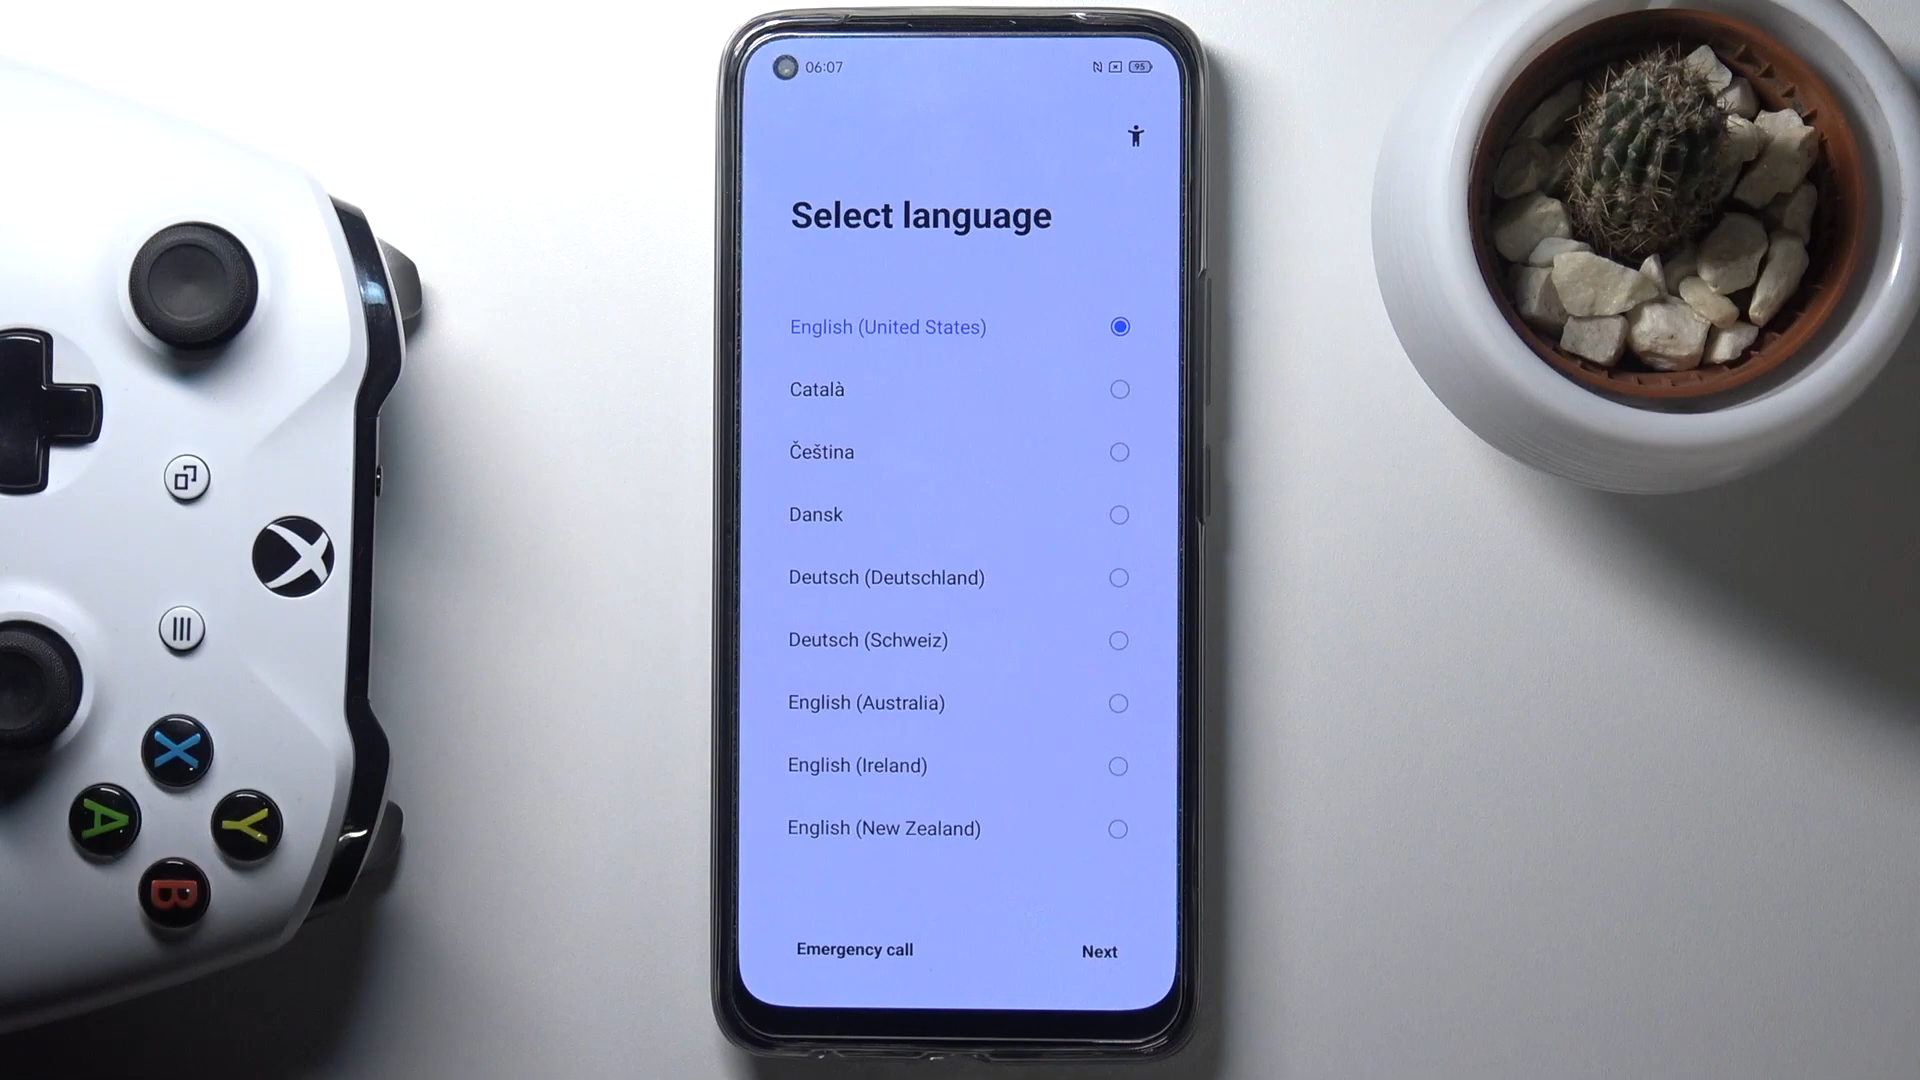 06:07
95
Select language
English (United States)
Català
Čeština
Dansk
Deutsch (Deutschland)
Deutsch (Schweiz)
English (Australia)
English (Ireland)
English (New Zealand)
Emergency call
Next
X
A
Y
B